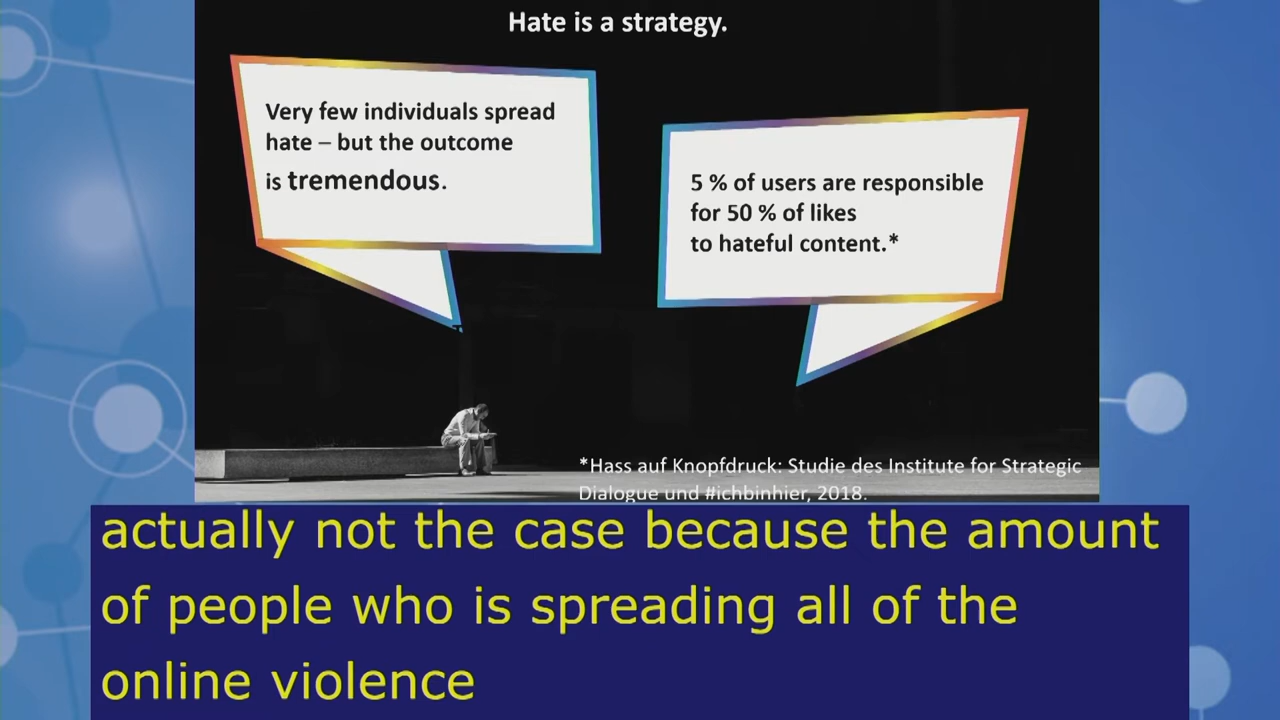 Hate is a strategy.
Very few individuals spread
hate – but the outcome
is tremendous.
5 % of users are responsible
for 50 % of likes
to hateful content.*
*Hass auf Knopfdruck: Studie des Institute for Strategic
Dialogue und #ichbinhier, 2018.
actually not the case because the amount
of people who is spreading all of the
online violence